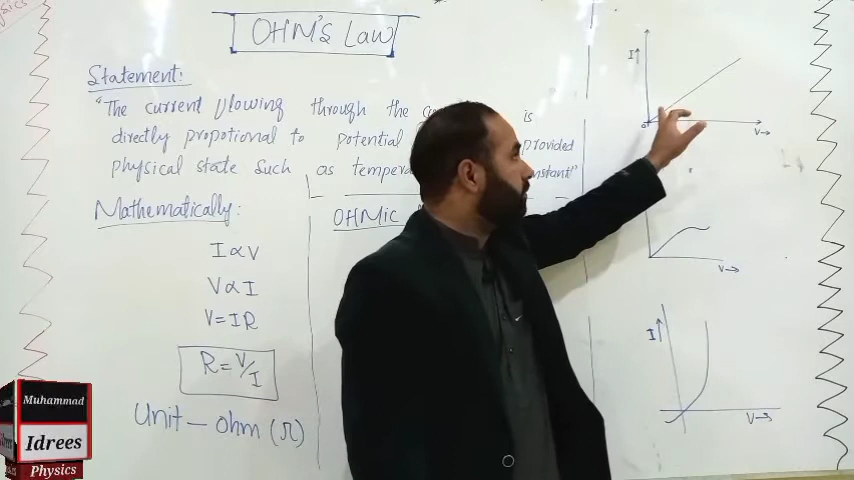 OHM'S Law
Statement:
"The current flowing through the is
directly propotional to potential provided
physical state such as
Mathematically:
I ∝ V
V ∝ I
V = IR
R = V/I
Unit - ohm (Ω)
OHMic
I↑
o
V→
V→
I↑
V→
Muhammad
Idrees
Physics